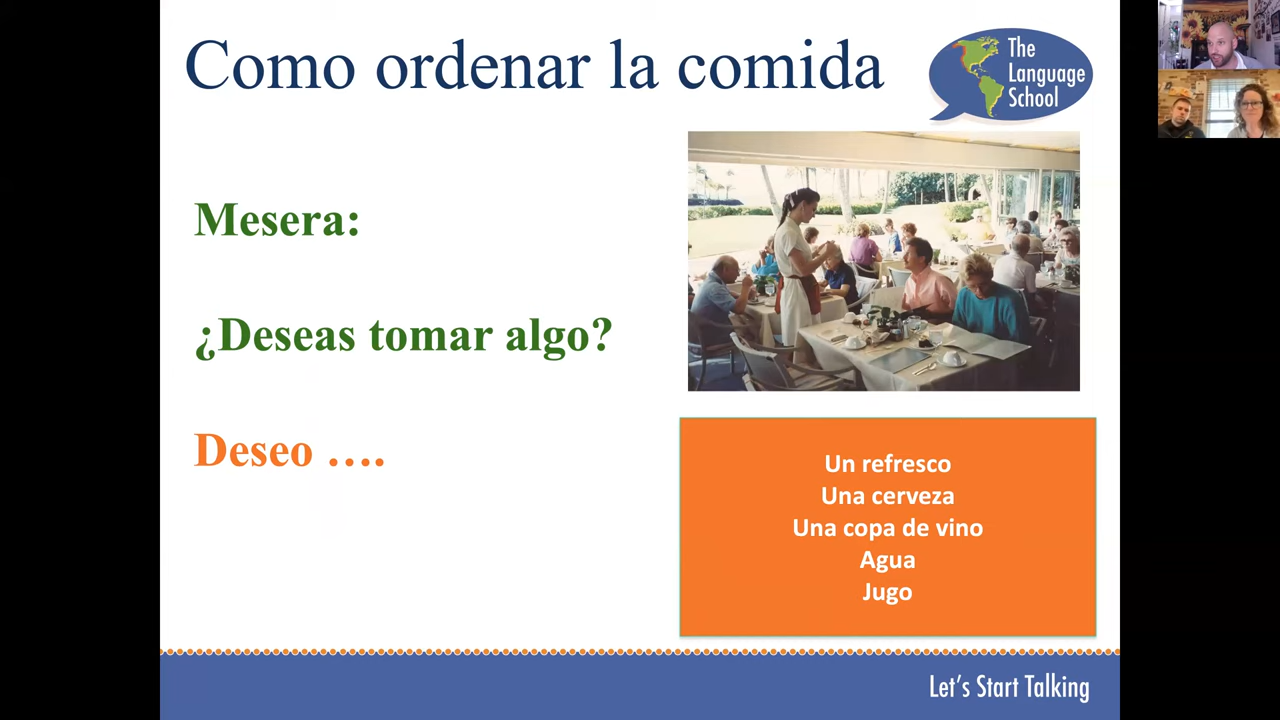 Como ordenar la comida
The
Language
School
Mesera:
¿Deseas tomar algo?
Deseo ….
Un refresco
Una cerveza
Una copa de vino
Agua
Jugo
Let's Start Talking